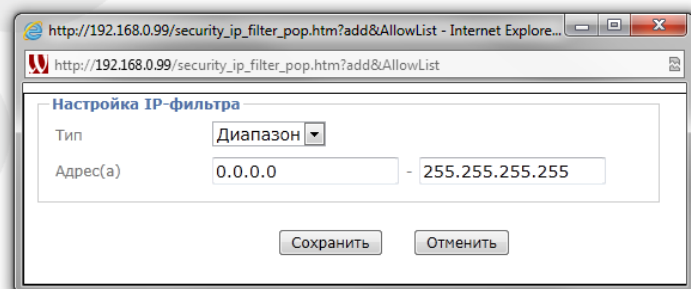 http://192.168.0.99/security_ip_filter_pop.htm?add&AllowList - Internet Explore...
http://192.168.0.99/security_ip_filter_pop.htm?add&AllowList
Настройка IP-фильтра
Тип Диапазон
Адрес(а) 0.0.0.0 - 255.255.255.255
Сохранить Отменить